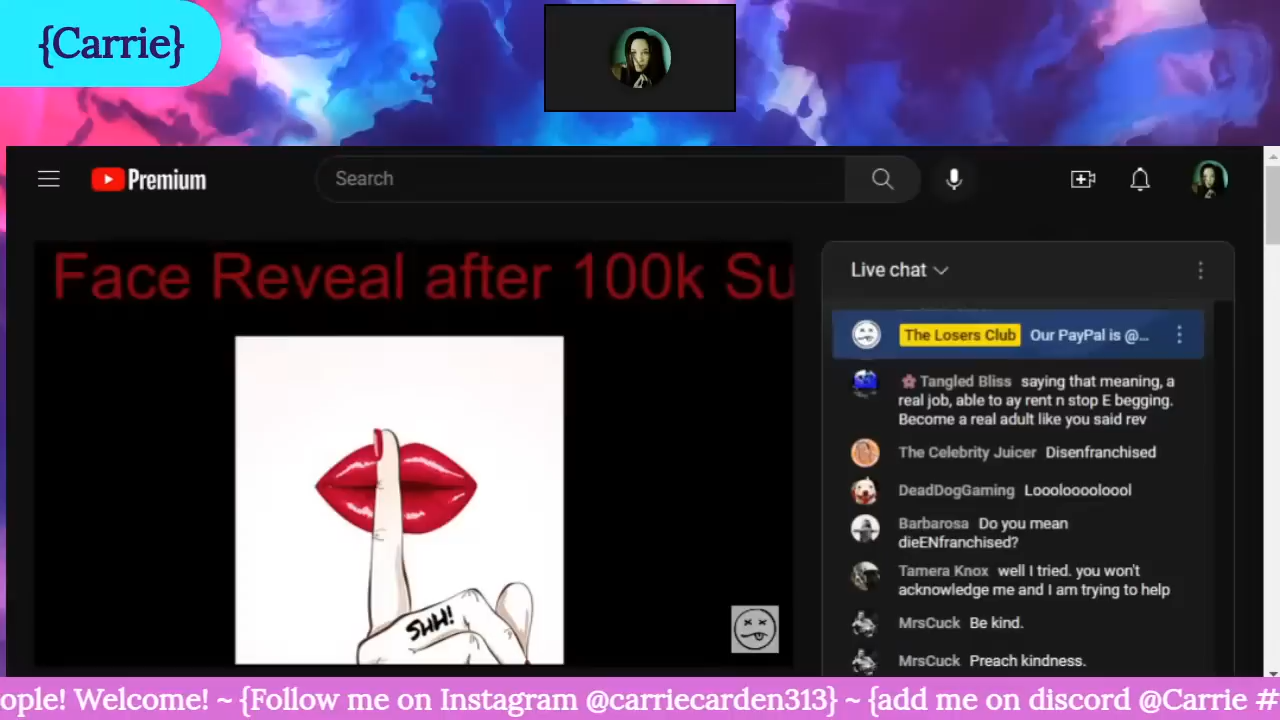 {Carrie}
Premium
Search
Face Reveal after 100k Su
SHH!
Live chat
The Losers Club Our PayPal is @...
Tangled Bliss saying that meaning, a
real job, able to ay rent n stop E begging.
Become a real adult like you said rev
The Celebrity Juicer Disenfranchised
DeadDogGaming Looolooooloool
Barbarosa Do you mean
dieENfranchised?
Tamera Knox well I tried. you won't
acknowledge me and I am trying to help
MrsCuck Be kind.
MrsCuck Preach kindness.
ople! Welcome! ~ {Follow me on Instagram @carriecarden313} ~ {add me on discord @Carrie #